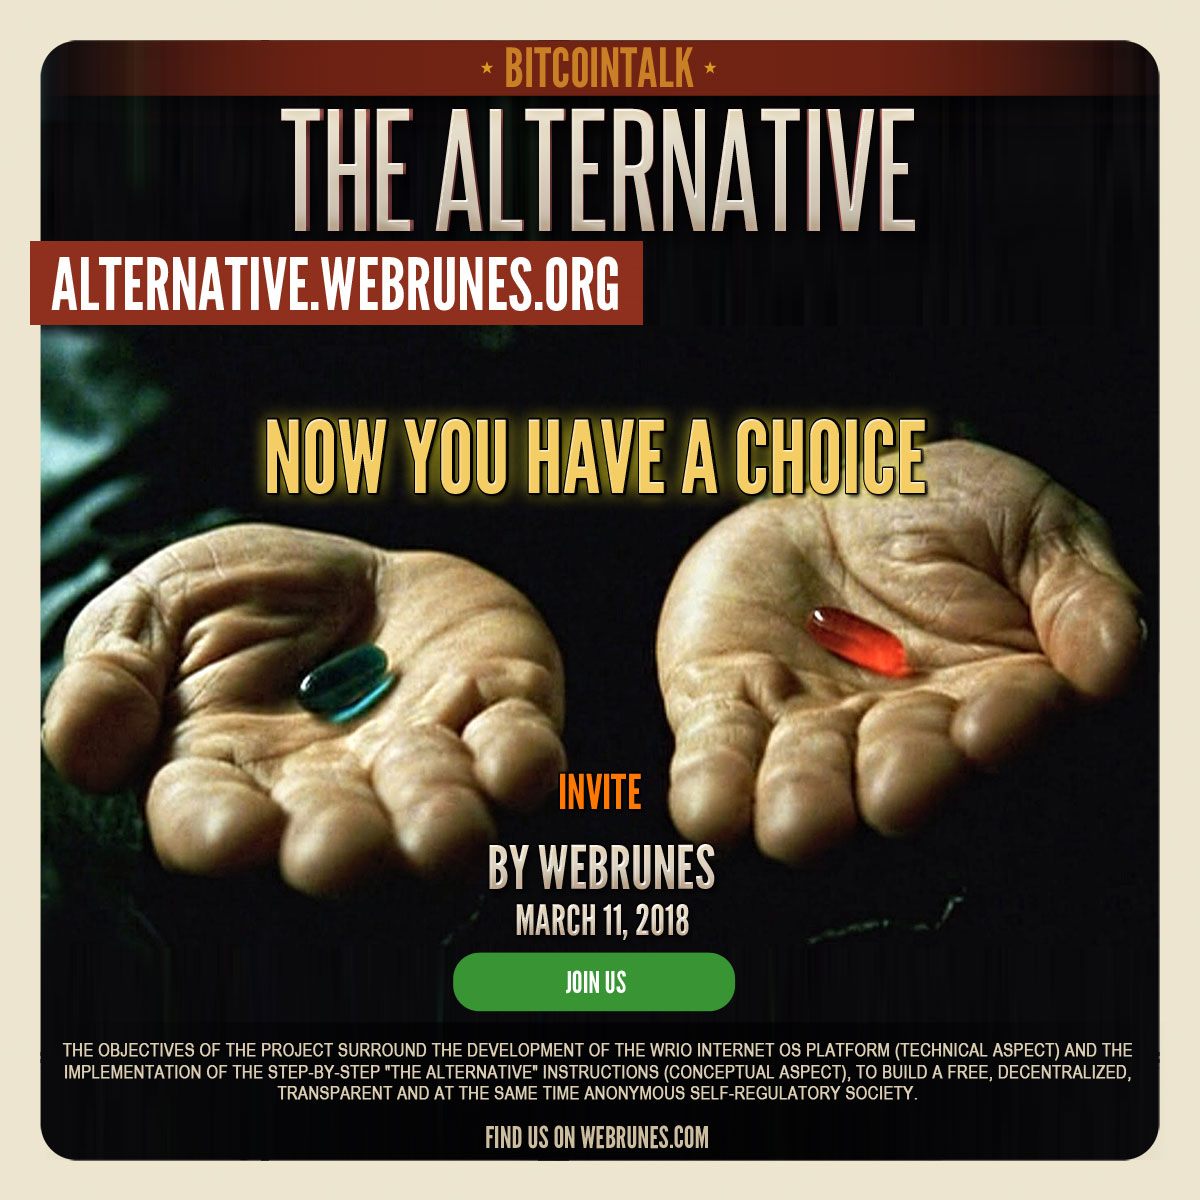 BITCOINTALK
THE ALTERNATIVE
ALTERNATIVE.WEBRUNES.ORG
NOW YOU HAVE A CHOICE
INVITE
BY WEBRUNES
MARCH 11, 2018
JOIN US
THE OBJECTIVES OF THE PROJECT SURROUND THE DEVELOPMENT OF THE WRIO INTERNET OS PLATFORM (TECHNICAL ASPECT) AND THE
IMPLEMENTATION OF THE STEP-BY-STEP "THE ALTERNATIVE" INSTRUCTIONS (CONCEPTUAL ASPECT), TO BUILD A FREE, DECENTRALIZED,
TRANSPARENT AND AT THE SAME TIME ANONYMOUS SELF-REGULATORY SOCIETY.
FIND US ON WEBRUNES.COM